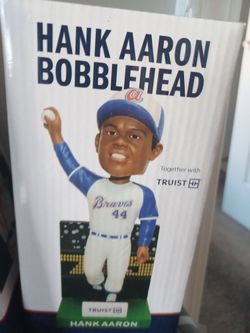 HANK AARON
BOBBLEHEAD
a
Together with
TRUIST
Braves
44
TRUIST
HANK AARON